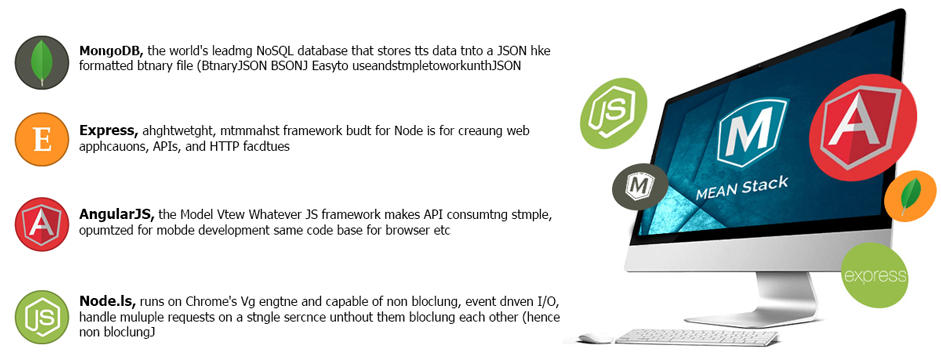 MongoDB, the world's leadmg NoSQL database that stores tts data tnto a JSON hke
formatted btnary file (BtnaryJSON BSONJ Easyto useandstmpletoworkunthJSON
E
Express, ahghtwetght, mtmmahst framework budt for Node is for creaung web
apphcauons, APIs, and HTTP facdtues
A
AngularJS, the Model Vtew Whatever JS framework makes API consumtng stmple,
opumtzed for mobde development same code base for browser etc
JS
Node.ls, runs on Chrome's Vg engtne and capable of non bloclung, event dnven I/O,
handle muluple requests on a stngle sercnce unthout them bloclung each other (hence
non bloclungJ
JS
M
A
M
MEAN Stack
express